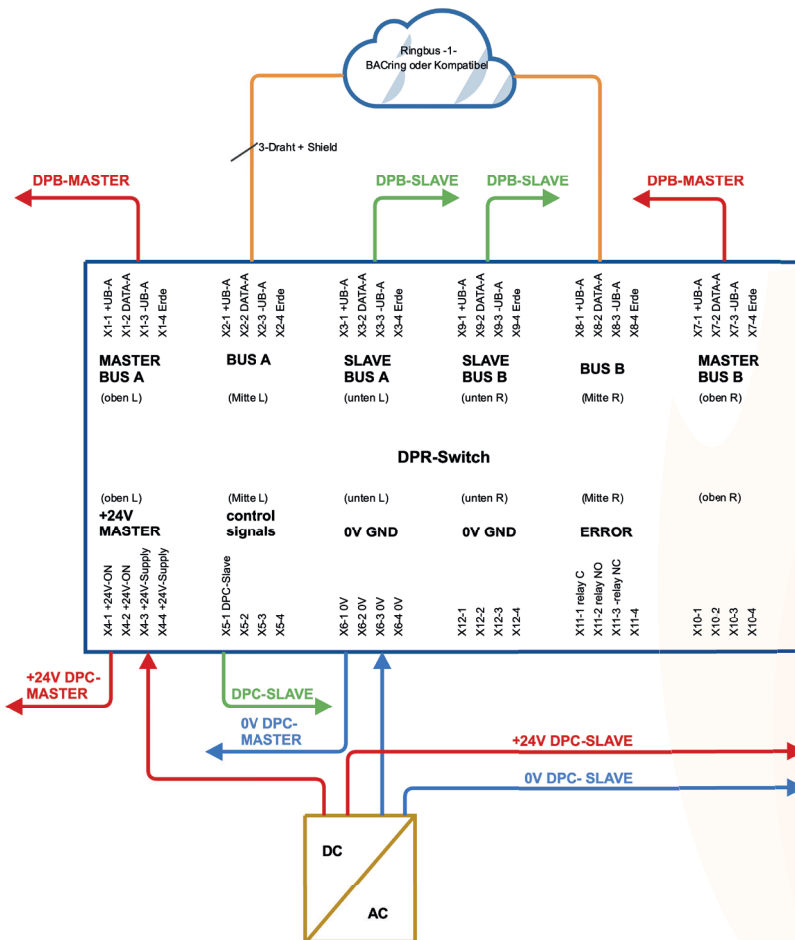 Ringbus -1-
BACring oder Kompatibel
3-Draht + Shield
DPB-MASTER
DPB-SLAVE
DPB-SLAVE
DPB-MASTER
X1-1 +UB-A
X1-2 DATA-A
X1-3 -UB-A
X1-4 Erde
X2-1 +UB-A
X2-2 DATA-A
X2-3 -UB-A
X2-4 Erde
X3-1 +UB-A
X3-2 DATA-A
X3-3 -UB-A
X3-4 Erde
X9-1 +UB-A
X9-2 DATA-A
X9-3 -UB-A
X9-4 Erde
X8-1 +UB-A
X8-2 DATA-A
X8-3 -UB-A
X8-4 Erde
X7-1 +UB-A
X7-2 DATA-A
X7-3 -UB-A
X7-4 Erde
MASTER
BUS A
BUS A
SLAVE
BUS A
SLAVE
BUS B
BUS B
MASTER
BUS B
(oben L)
(Mitte L)
(unten L)
(unten R)
(Mitte R)
(oben R)
DPR-Switch
(oben L)
(Mitte L)
(unten L)
(unten R)
(Mitte R)
(oben R)
+24V
MASTER
control
signals
0V GND
0V GND
ERROR
X4-1 +24V-ON
X4-2 +24V-ON
X4-3 +24V-Supply
X4-4 +24V-Supply
X5-1 DPC-Slave
X5-2
X5-3
X5-4
X6-1 0V
X6-2 0V
X6-3 0V
X6-4 0V
X12-1
X12-2
X12-3
X12-4
X11-1 relay C
X11-2 relay NO
X11-3 -relay NC
X11-4
X10-1
X10-2
X10-3
X10-4
+24V DPC-
MASTER
DPC-SLAVE
0V DPC-
MASTER
+24V DPC-SLAVE
0V DPC- SLAVE
DC
AC